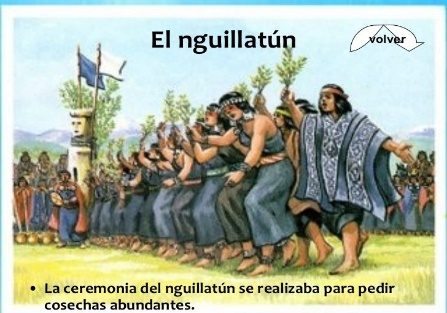 El nguillatún
volver
• La ceremonia del nguillatún se realizaba para pedir
cosechas abundantes.